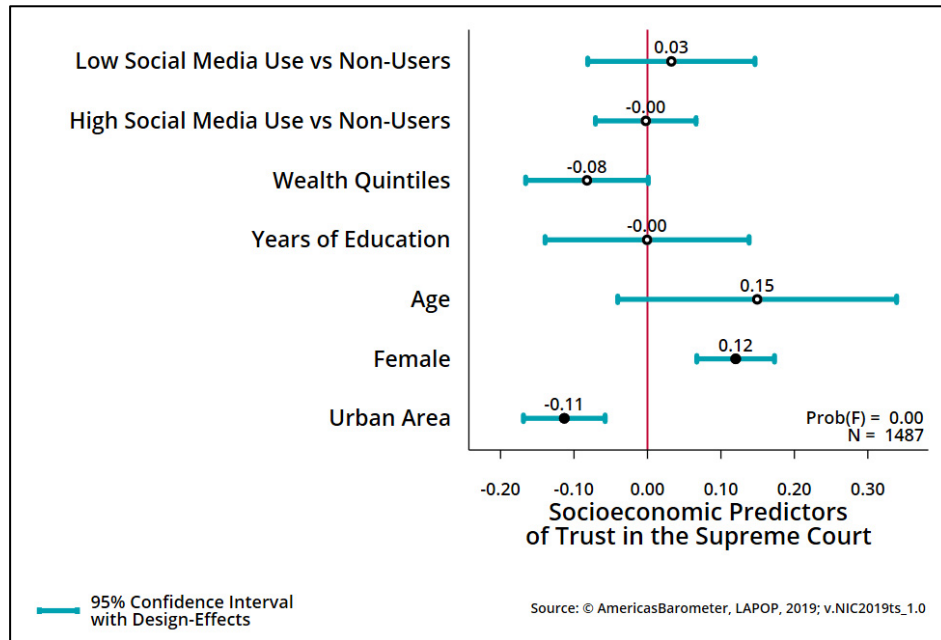 Low Social Media Use vs Non-Users
0.03
High Social Media Use vs Non-Users
-0.00
Wealth Quintiles
-0.08
Years of Education
-0.00
Age
0.15
Female
0.12
Urban Area
-0.11
Prob(F) = 0.00
N = 1487
-0.20 -0.10 0.00 0.10 0.20 0.30
Socioeconomic Predictors
of Trust in the Supreme Court
95% Confidence Interval
with Design-Effects
Source: © AmericasBarometer, LAPOP, 2019; v.NIC2019ts_1.0